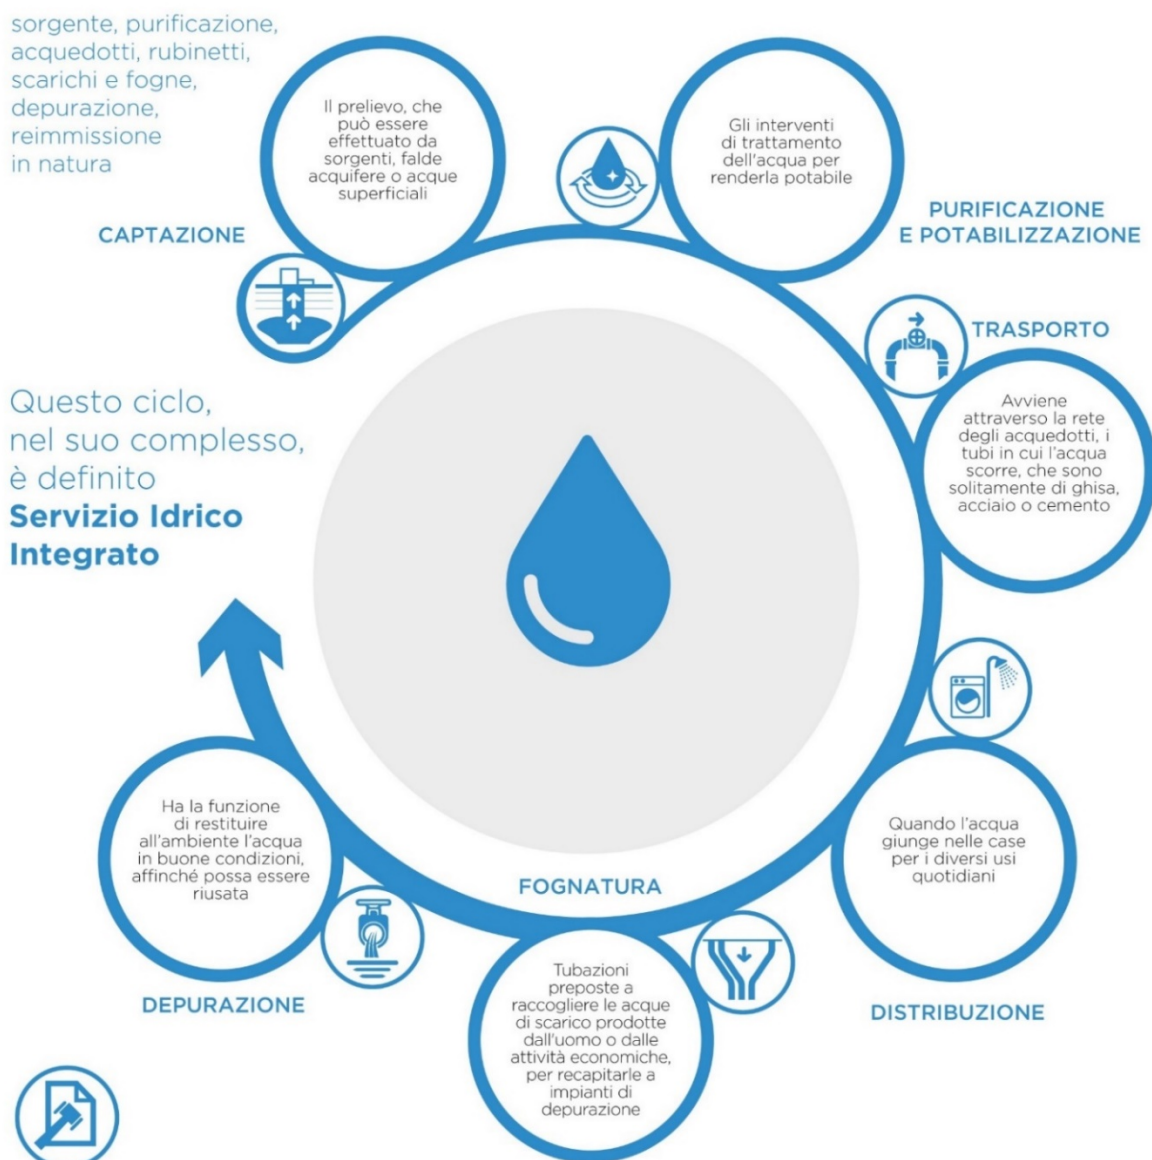 sorgente, purificazione,
acquedotti, rubinetti,
scarichi e fogne,
depurazione,
reimmissione
in natura
CAPTAZIONE
Il prelievo, che
può essere
effettuato da
sorgenti, falde
acquifere o acque
superficiali
Gli interventi
di trattamento
dell'acqua per
renderla potabile
PURIFICAZIONE
E POTABILIZZAZIONE
TRASPORTO
Avviene
attraverso la rete
degli acquedotti, i
tubi in cui l'acqua
scorre, che sono
solitamente di ghisa,
acciaio o cemento
Questo ciclo,
nel suo complesso,
è definito
Servizio Idrico
Integrato
Quando l'acqua
giunge nelle case
per i diversi usi
quotidiani
DISTRIBUZIONE
FOGNATURA
Tubazioni
preposte a
raccogliere le acque
di scarico prodotte
dall'uomo o dalle
attività economiche,
per recapitarle a
impianti di
depurazione
Ha la funzione
di restituire
all'ambiente l'acqua
in buone condizioni,
affinché possa essere
riusata
DEPURAZIONE